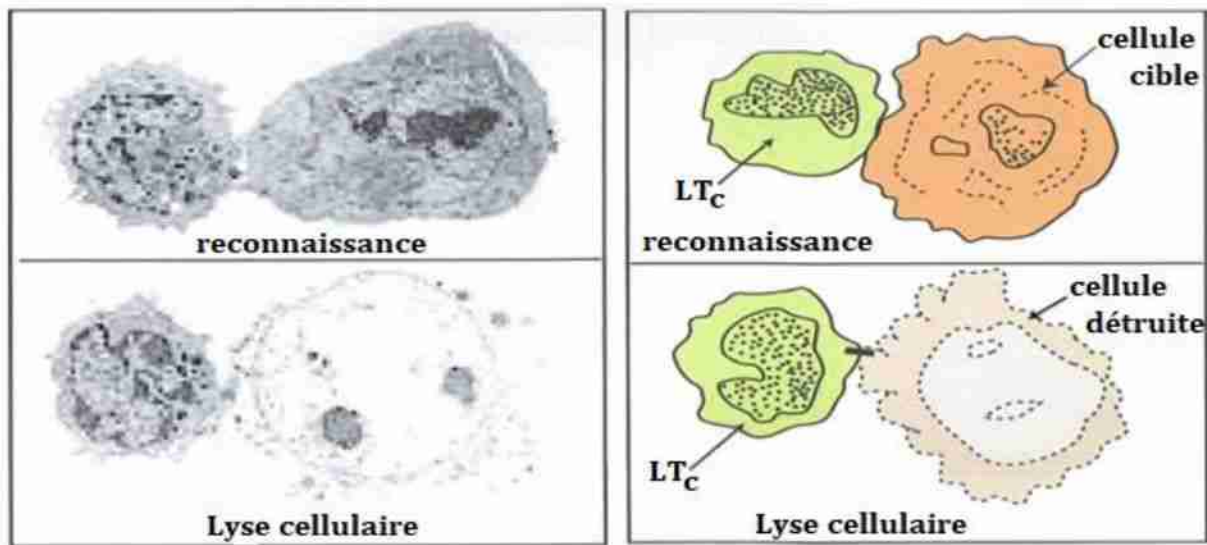 reconnaissance
Lyse cellulaire
cellule
cible
LTc
reconnaissance
cellule
détruite
LTc
Lyse cellulaire